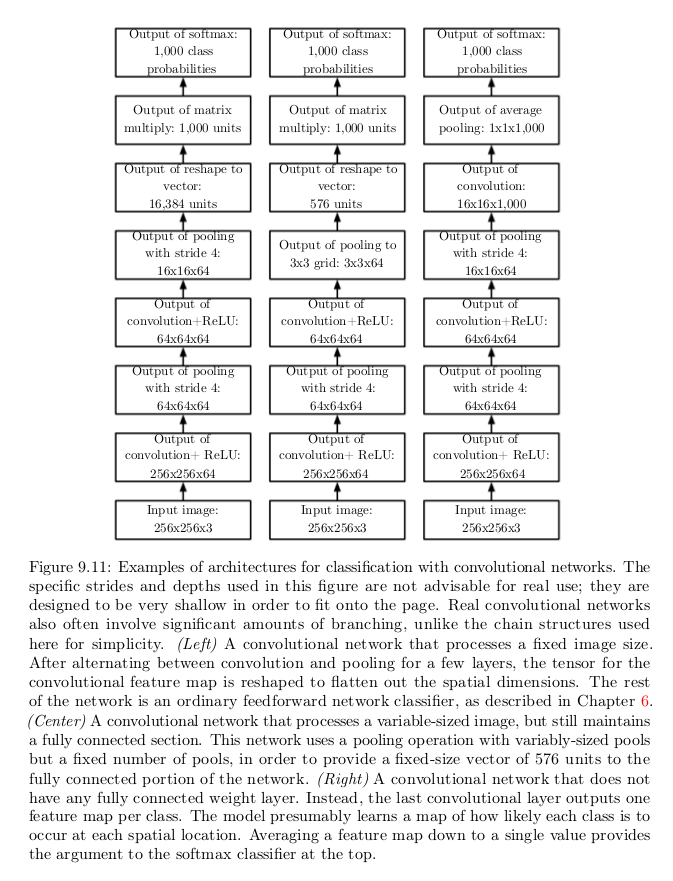 Output of softmax:
1,000 class
probabilities
Output of softmax:
1,000 class
probabilities
Output of softmax:
1,000 class
probabilities
Output of matrix
multiply: 1,000 units
Output of matrix
multiply: 1,000 units
Output of average
pooling: 1x1x1,000
Output of reshape to
vector:
16,384 units
Output of reshape to
vector:
576 units
Output of
convolution:
16x16x1,000
Output of pooling
with stride 4:
16x16x64
Output of pooling to
3x3 grid: 3x3x64
Output of pooling
with stride 4:
16x16x64
Output of
convolution+ReLU:
64x64x64
Output of
convolution+ReLU:
64x64x64
Output of
convolution+ReLU:
64x64x64
Output of pooling
with stride 4:
64x64x64
Output of pooling
with stride 4:
64x64x64
Output of pooling
with stride 4:
64x64x64
Output of
convolution+ ReLU:
256x256x64
Output of
convolution+ ReLU:
256x256x64
Output of
convolution+ ReLU:
256x256x64
Input image:
256x256x3
Input image:
256x256x3
Input image:
256x256x3
Figure 9.11: Examples of architectures for classification with convolutional networks. The
specific strides and depths used in this figure are not advisable for real use; they are
designed to be very shallow in order to fit onto the page. Real convolutional networks
also often involve significant amounts of branching, unlike the chain structures used
here for simplicity. (Left) A convolutional network that processes a fixed image size.
After alternating between convolution and pooling for a few layers, the tensor for the
convolutional feature map is reshaped to flatten out the spatial dimensions. The rest
of the network is an ordinary feedforward network classifier, as described in Chapter 6.
(Center) A convolutional network that processes a variable-sized image, but still maintains
a fully connected section. This network uses a pooling operation with variably-sized pools
but a fixed number of pools, in order to provide a fixed-size vector of 576 units to the
fully connected portion of the network. (Right) A convolutional network that does not
have any fully connected weight layer. Instead, the last convolutional layer outputs one
feature map per class. The model presumably learns a map of how likely each class is to
occur at each spatial location. Averaging a feature map down to a single value provides
the argument to the softmax classifier at the top.